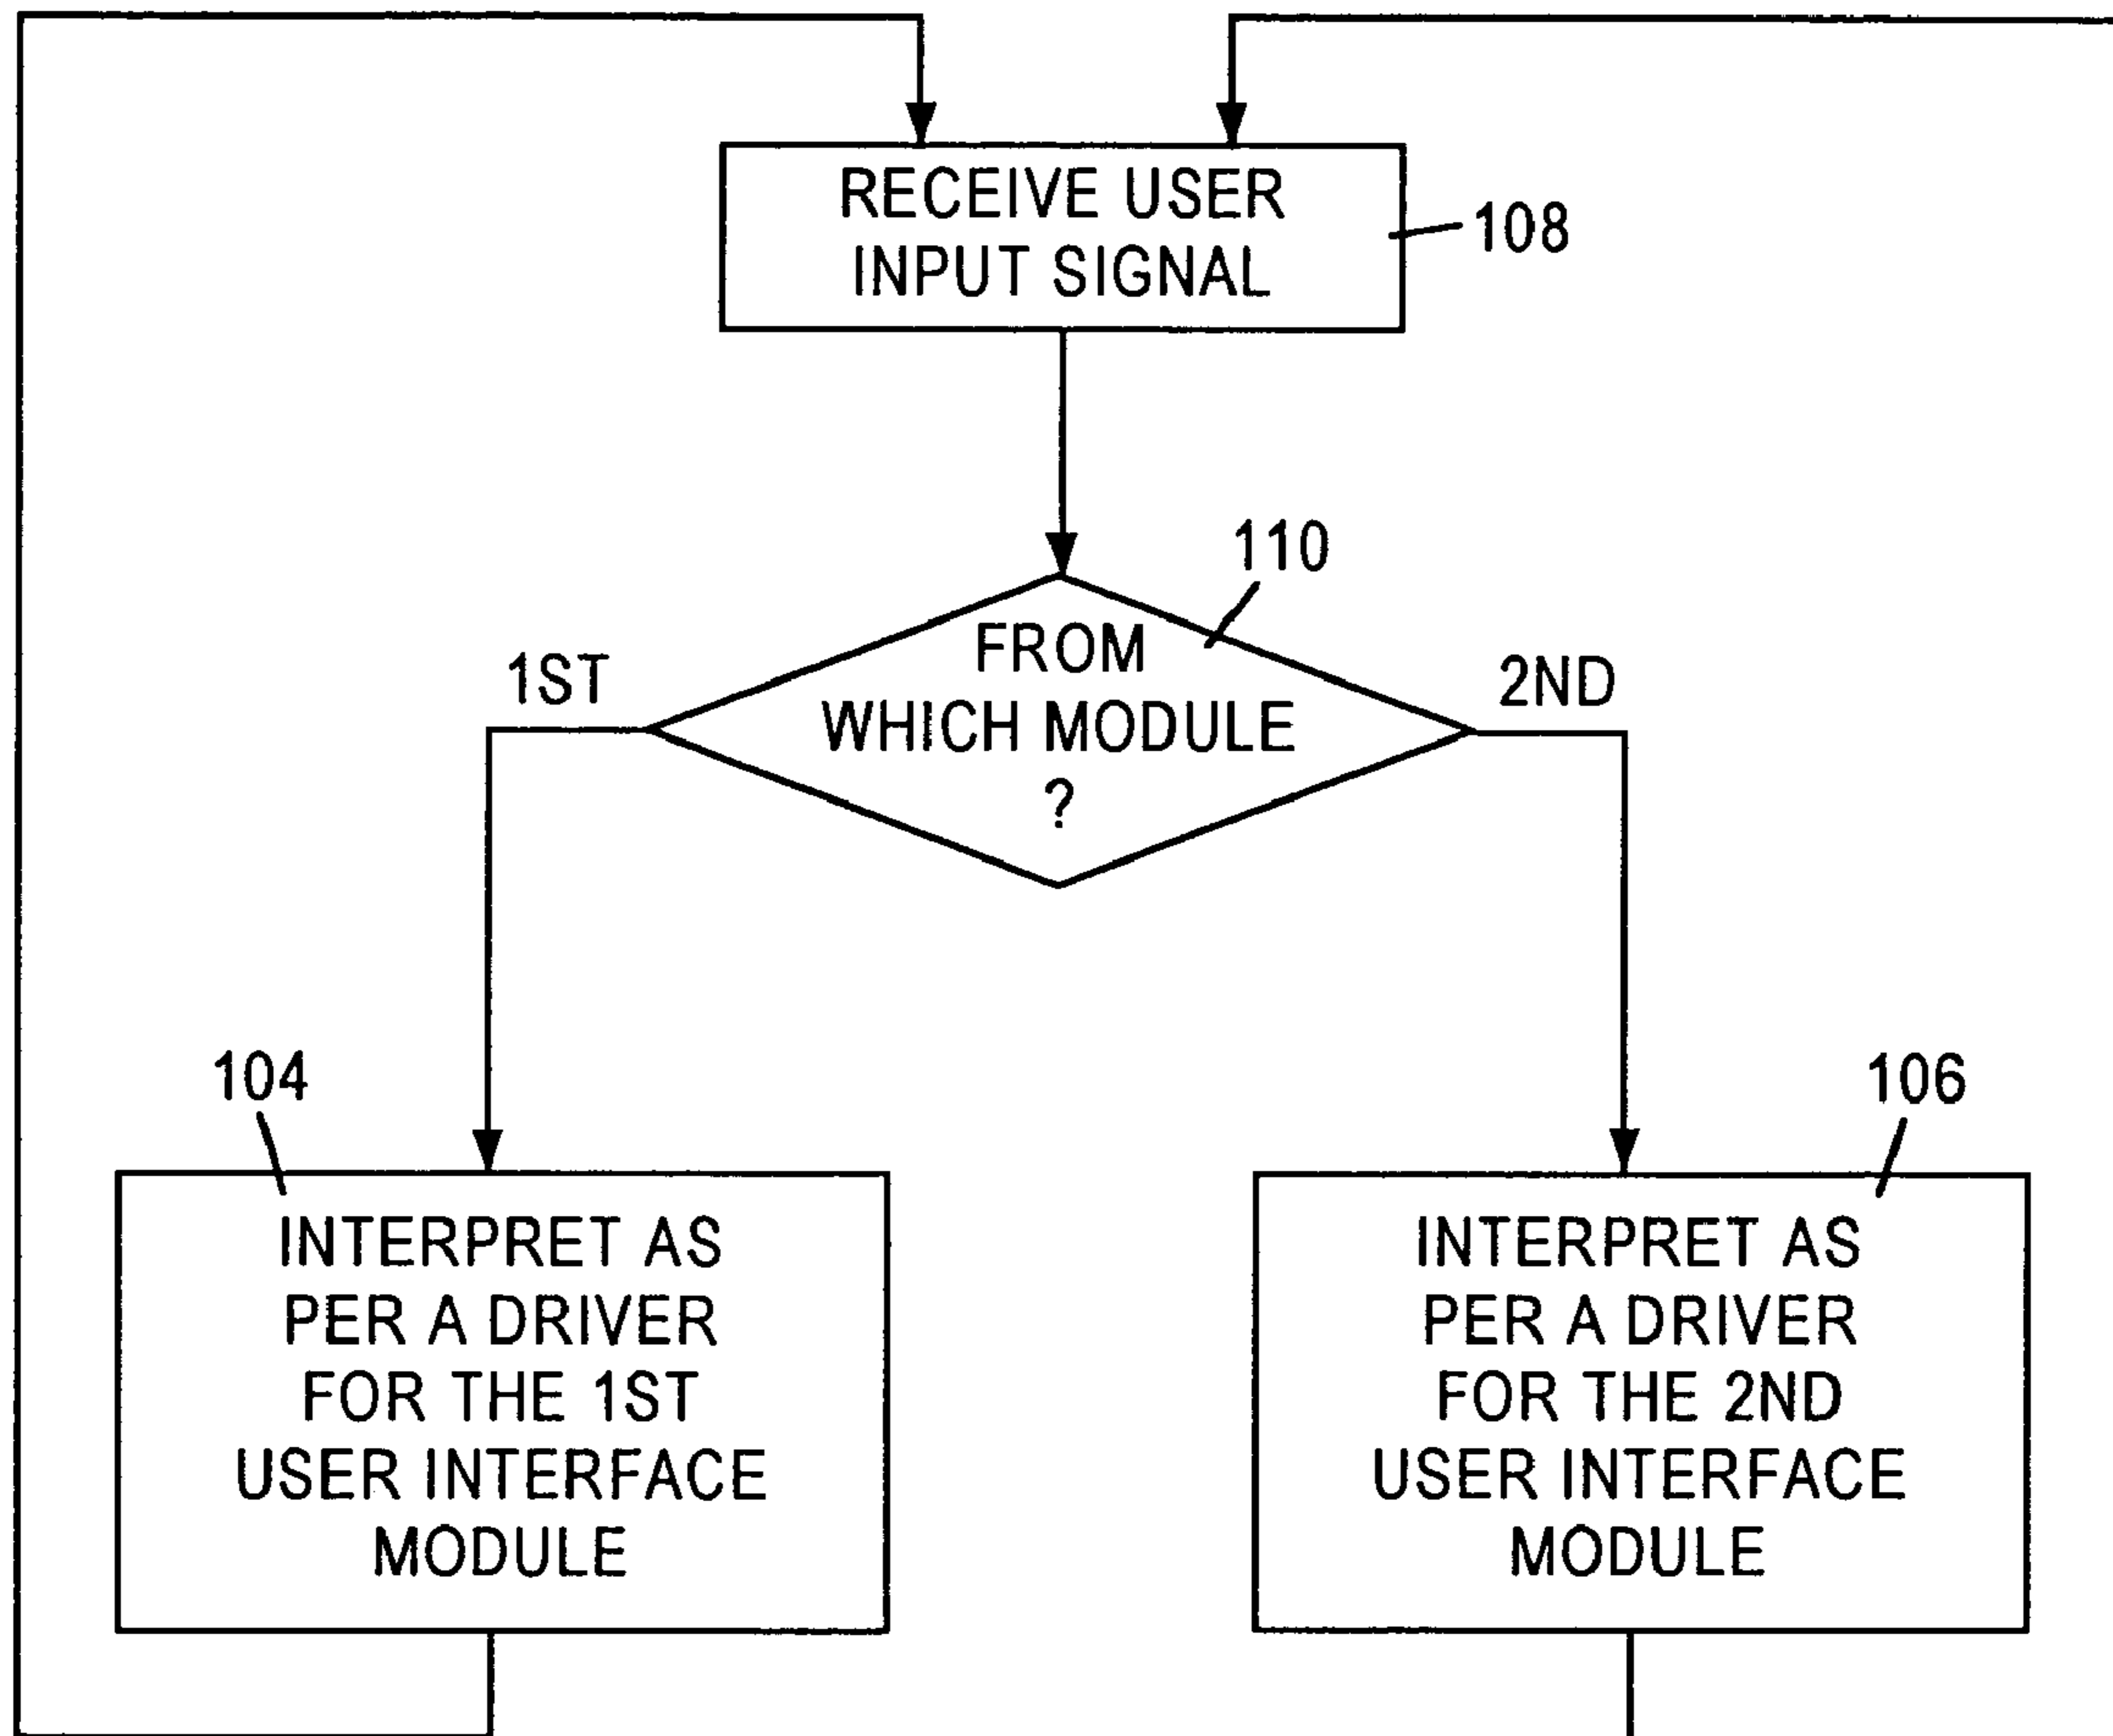 RECEIVE USER
INPUT SIGNAL
108
110
FROM
WHICH MODULE
?
1ST
2ND
104
106
INTERPRET AS
PER A DRIVER
FOR THE 1ST
USER INTERFACE
MODULE
INTERPRET AS
PER A DRIVER
FOR THE 2ND
USER INTERFACE
MODULE